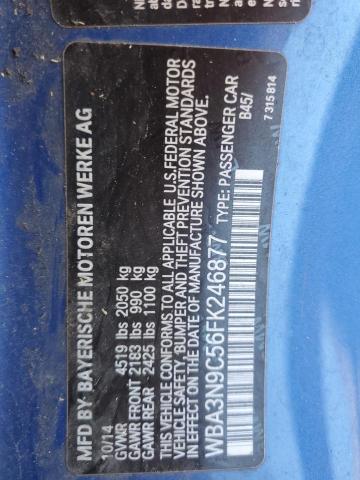 MFD BY BAYERISCHE MOTOREN WERKE AG
10/14
GVWR 4519 lbs 2050 kg
GAWR FRONT 2183 lbs 990 kg
GAWR REAR 2425 lbs 1100 kg
THIS VEHICLE CONFORMS TO ALL APPLICABLE U.S.FEDERAL MOTOR
VEHICLE SAFETY, BUMPER AND THEFT PREVENTION STANDARDS
IN EFFECT ON THE DATE OF MANUFACTURE SHOWN ABOVE.
WBA3N9C56FK246877 TYPE: PASSENGER CAR
B45/
7 315 814